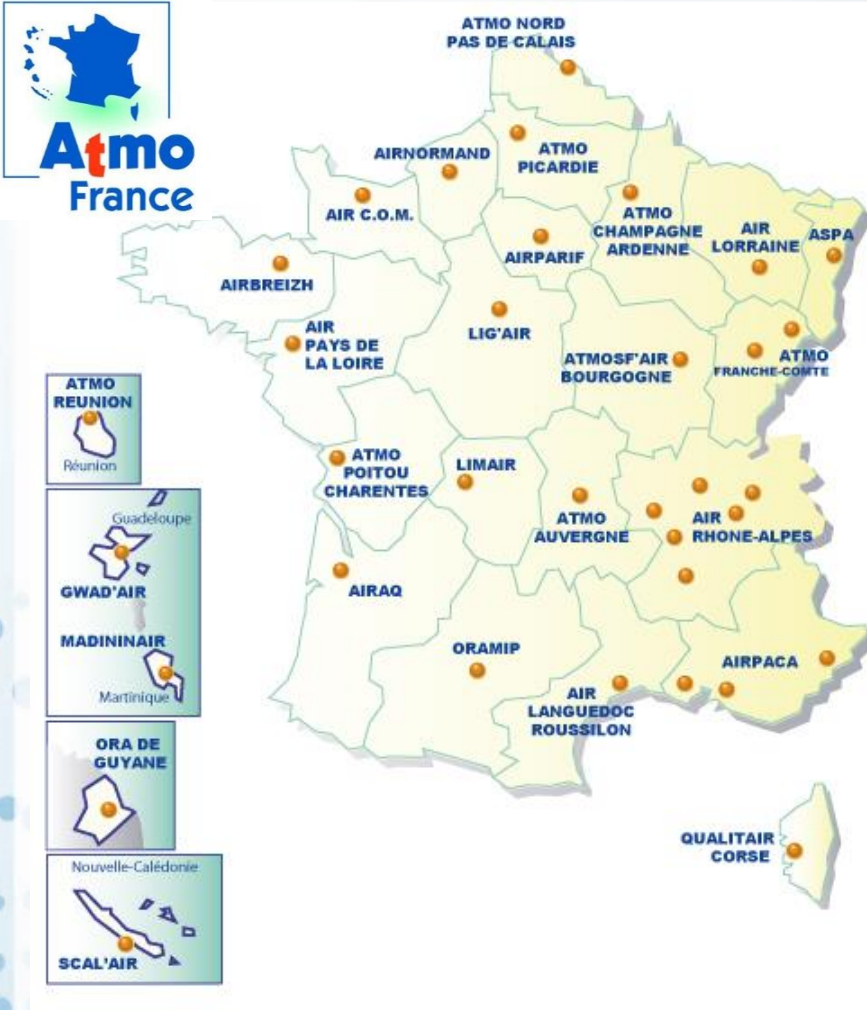 Atmo
France
ATMO NORD
PAS DE CALAIS
AIRNORMAND
ATMO
PICARDIE
AIR C.O.M.
ATMO
CHAMPAGNE
ARDENNE
AIR
LORRAINE
ASPA
AIRPARIF
AIRBREIZH
AIR
PAYS DE
LA LOIRE
LIG'AIR
ATMOSF'AIR
BOURGOGNE
ATMO
FRANCHE-COMTE
ATMO
REUNION
Réunion
ATMO
POITOU
CHARENTES
LIMAIR
ATMO
AUVERGNE
AIR
RHONE-ALPES
Guadeloupe
GWAD'AIR
MADININAIR
Martinique
AIRAQ
ORAMIP
AIR
LANGUEDOC
ROUSSILON
AIRPACA
ORA DE
GUYANE
QUALITAIR
CORSE
Nouvelle-Calédonie
SCAL'AIR